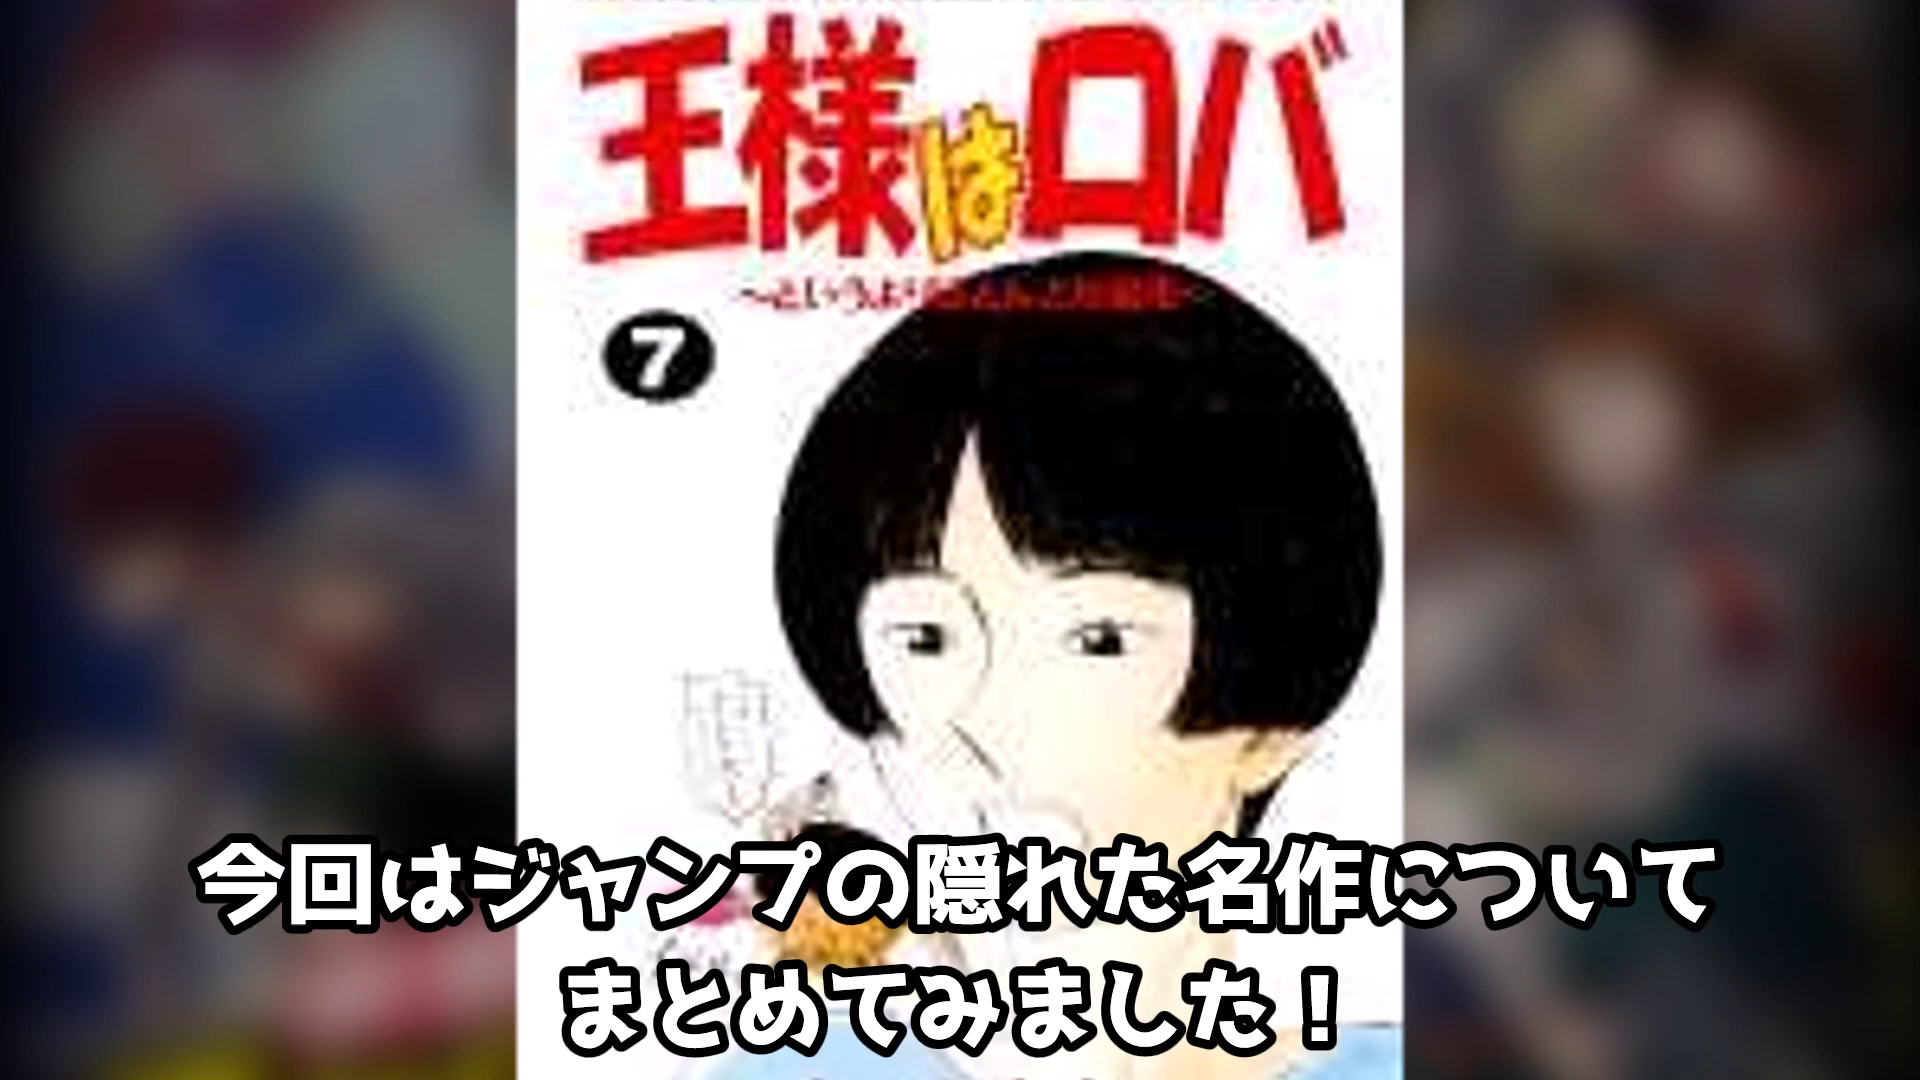 王様はロバ
7
今回はジャンプの隠れた名作について
まとめてみました！